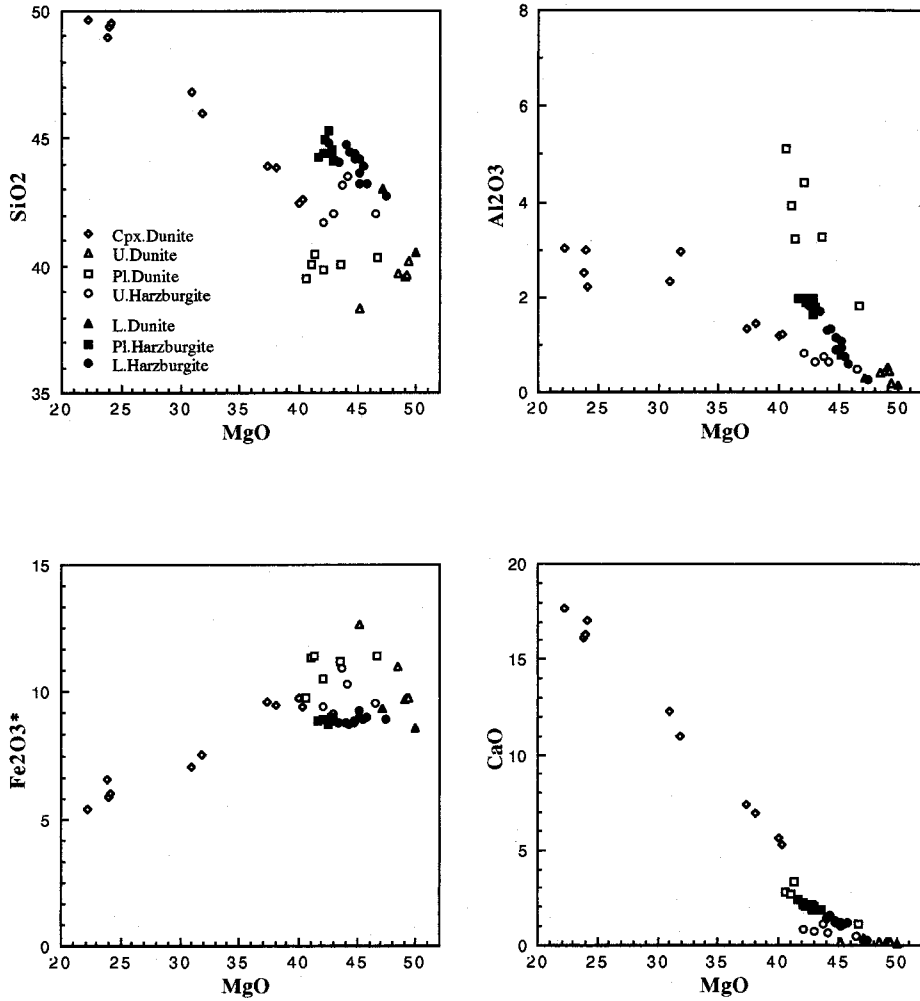 50
45
40
35
SiO2
Cpx.Dunite
U.Dunite
Pl.Dunite
U.Harzburgite
L.Dunite
Pl.Harzburgite
L.Harzburgite
20 25 30 35 40 45 50
MgO
8
6
4
2
0
Al2O3
20 25 30 35 40 45 50
MgO
15
10
5
0
Fe2O3*
20 25 30 35 40 45 50
MgO
20
15
10
5
0
CaO
20 25 30 35 40 45 50
MgO